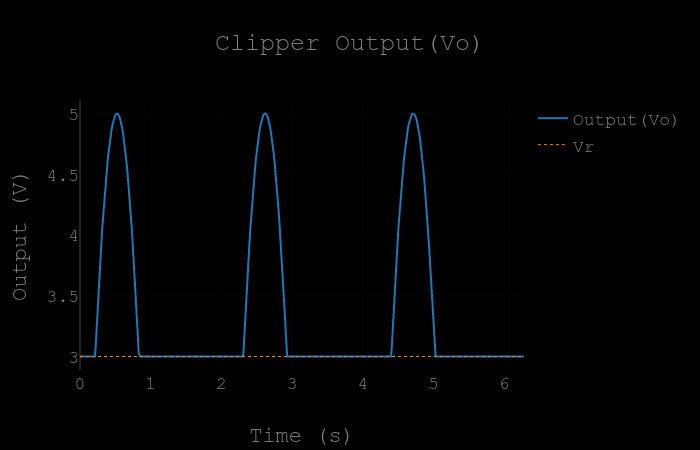 Clipper Output(Vo)
Output (V)
5
4.5
4
3.5
3
0 1 2 3 4 5 6
Time (s)
Output(Vo)
Vr